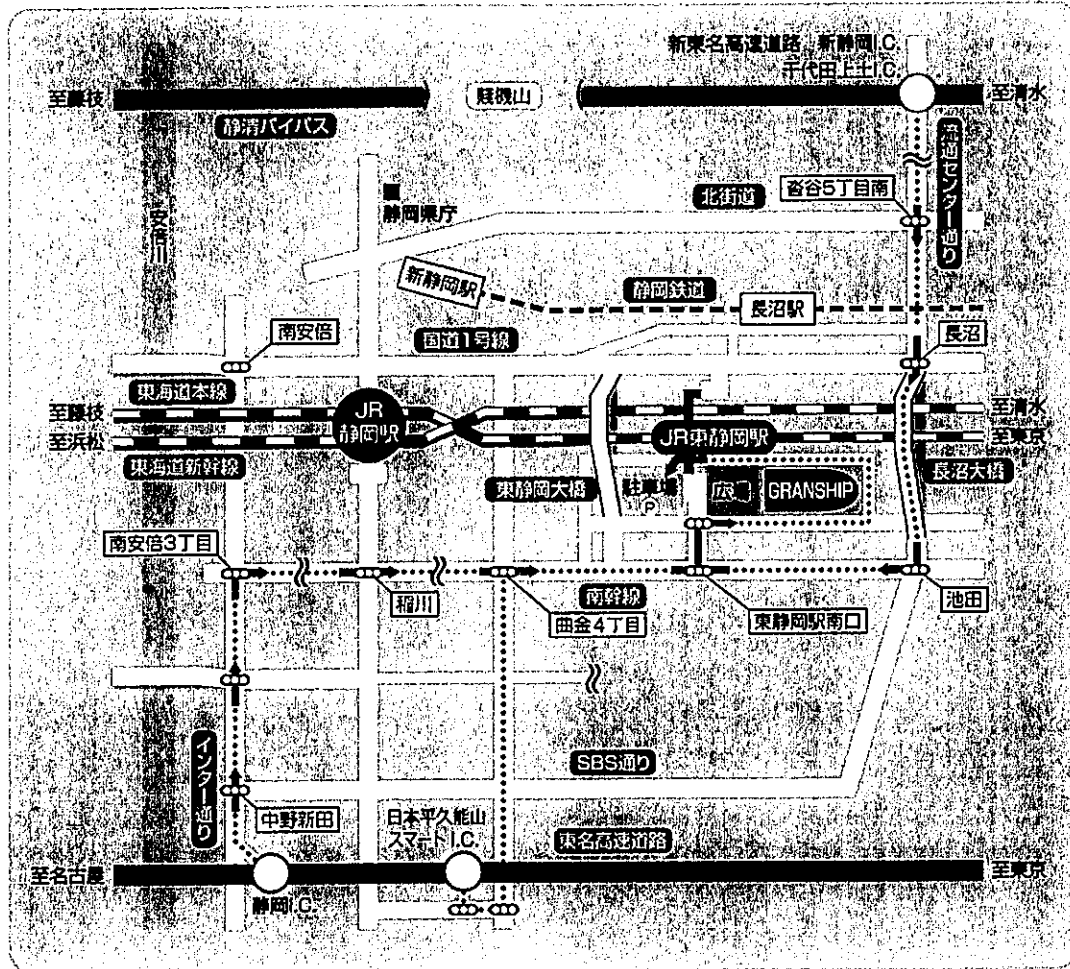 新東名高速道路 新静岡I.C.
千代田上土I.C.
至藤枝
賤機山
至清水
静清バイパス
流通センター通り
沓谷5丁目南
北街道
静岡県庁
安倍川
新静岡駅
静岡鉄道
長沼駅
南安倍
国道1号線
長沼
東海道本線
至藤枝
JR
静岡駅
至清水
至浜松
JR東静岡駅
至東京
東海道新幹線
東静岡大橋
駐車場
P
広場
GRANSHIP
長沼大橋
南安倍3丁目
稲川
南幹線
曲金4丁目
東静岡駅南口
池田
インター通り
SBS通り
中野新田
日本平久能山
スマートI.C.
東名高速道路
至名古屋
至東京
静岡I.C.